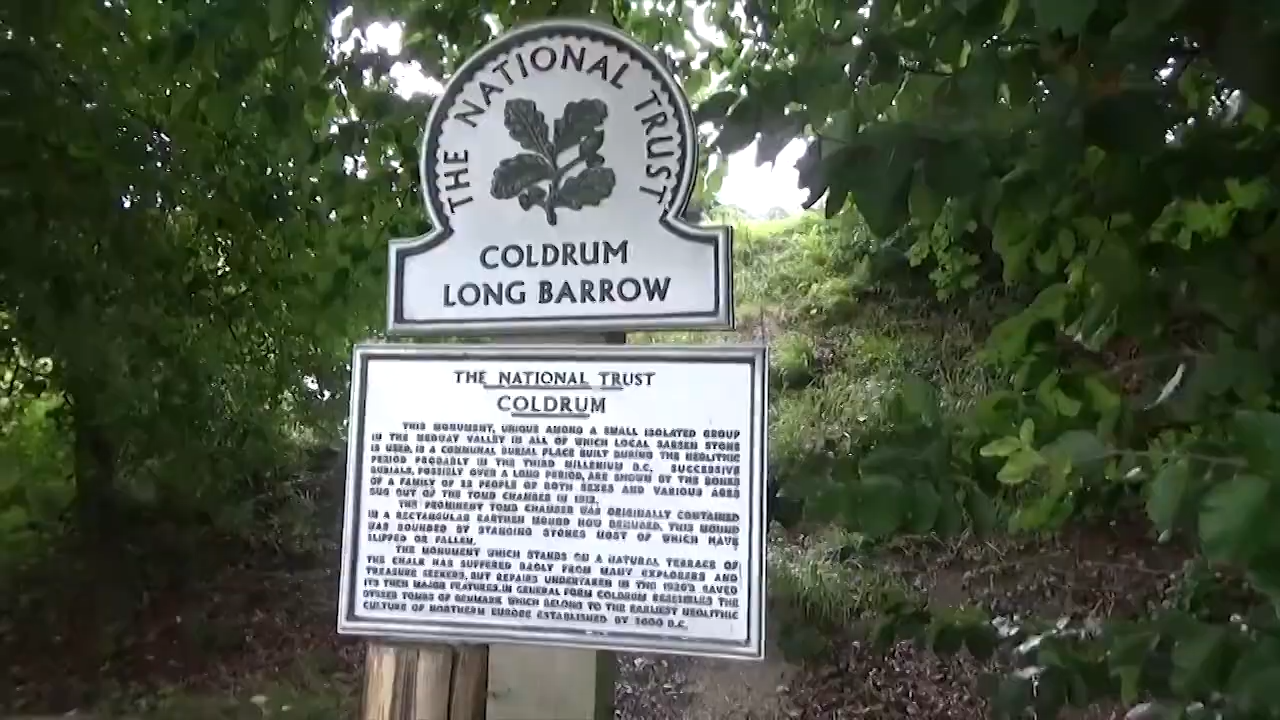 THE NATIONAL TRUST
COLDRUM
LONG BARROW
THE NATIONAL TRUST
COLDRUM
THIS MONUMENT, UNIQUE AMONG A SMALL ISOLATED GROUP
IN THE MEDWAY VALLEY IN ALL OF WHICH LOCAL SARSEN STONE
IS USED, IS A COMMUNAL BURIAL PLACE BUILT DURING THE NEOLITHIC
PERIOD PROBABLY IN THE THIRD MILLENIUM B.C. SUCCESSIVE
BURIALS, POSSIBLY OVER A LONG PERIOD, ARE SHOWN BY THE BONES
OF A FAMILY OF 22 PEOPLE OF BOTH SEXES AND VARIOUS AGES
DUG OUT OF THE TOMB CHAMBER IN
THE PROMINENT TOMB CHAMBER WAS ORIGINALLY CONTAINED
IN A RECTANGULAR EARTHEN MOUND NOW DENUDED, THIS MOUND
WAS BOUNDED BY STANDING STONES MOST OF WHICH HAVE
SLIPPED OR FALLEN.
THE MONUMENT WHICH STANDS ON A NATURAL TERRACE OF
THE CHALK HAS SUFFERED BADLY FROM MANY EXPLORERS AND
TREASURE SEEKERS, BUT REPAIRS UNDERTAKEN IN THE 1920'S SAVED
ITS THEN MAJOR FEATURES. IN GENERAL FORM COLDRUM RESEMBLES THE
TOMBS OF DENMARK WHICH BELONG TO THE EARLIEST NEOLITHIC
CULTURE OF NORTHERN EUROPE ESTABLISHED BY B.C.